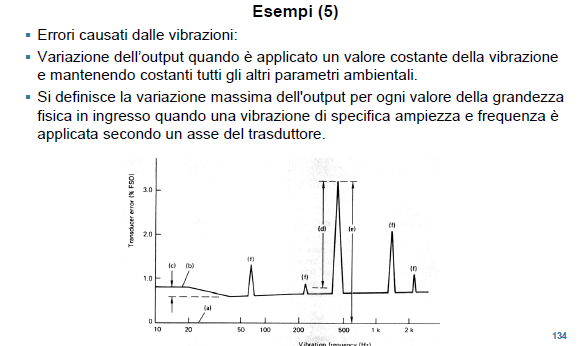 Esempi (5)
▪ Errori causati dalle vibrazioni:
▪ Variazione dell'output quando è applicato un valore costante della vibrazione
e mantenendo costanti tutti gli altri parametri ambientali.
▪ Si definisce la variazione massima dell'output per ogni valore della grandezza
fisica in ingresso quando una vibrazione di specifica ampiezza e frequenza è
applicata secondo un asse del trasduttore.
Transducer error (% FSO)
3.0
2.0
1.0
0
(c) (b)
(a)
(f)
(f)
(d)
(e)
(f)
(f)
10 20 50 100 200 500 1 k 2 k
Vibration frequency (Hz)
134